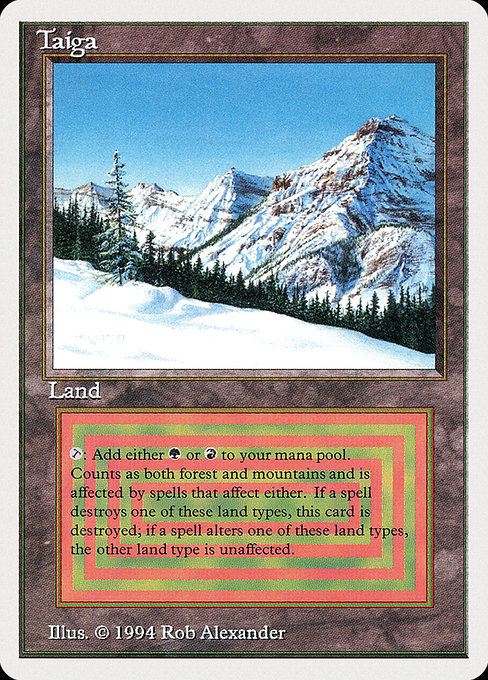 Taiga
Land
T: Add either or to your mana pool.
Counts as both forest and mountains and is
affected by spells that affect either. If a spell
destroys one of these land types, this card is
destroyed; if a spell alters one of these land types,
the other land type is unaffected.
Illus. © 1994 Rob Alexander